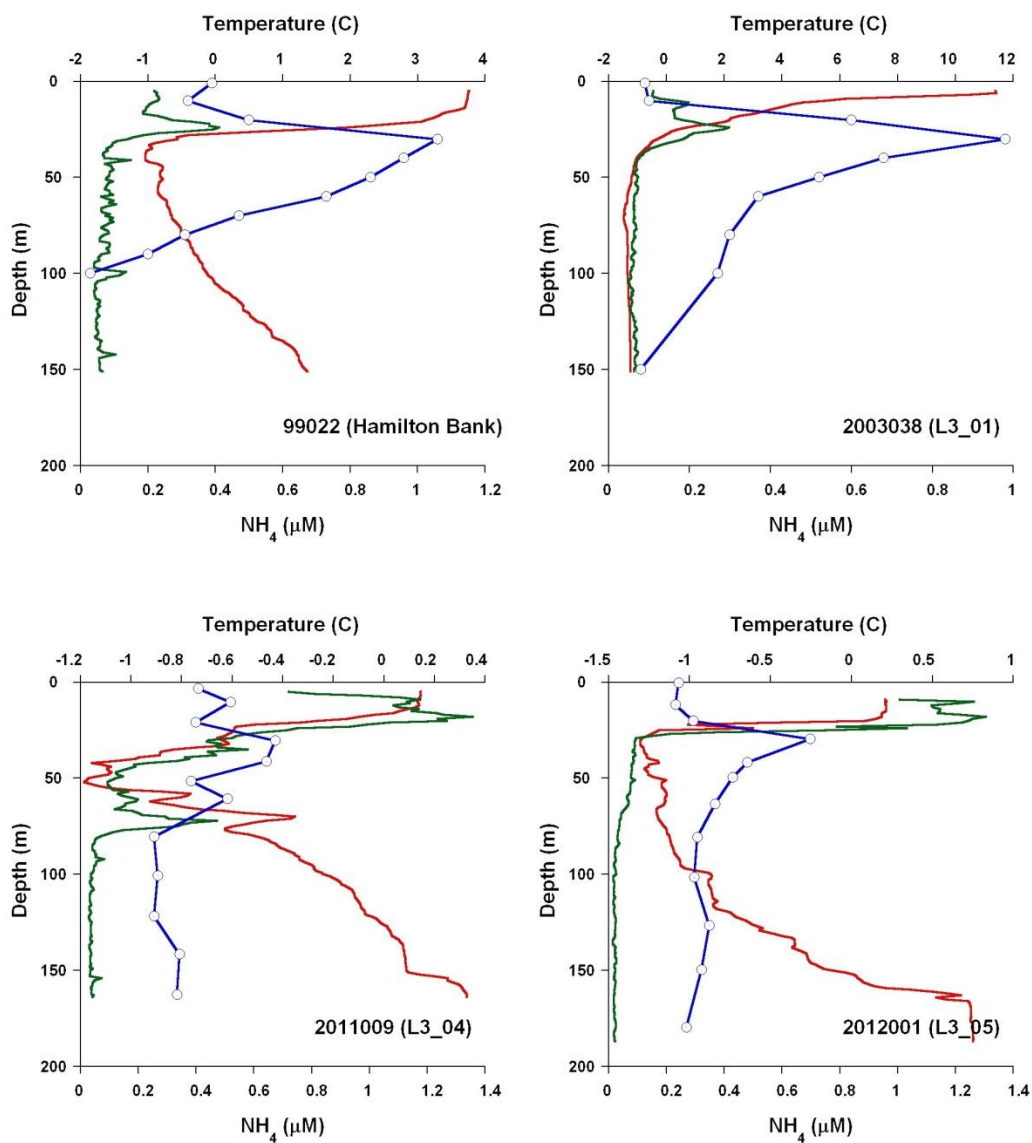 Temperature (C)
-2 -1 0 1 2 3 4
0
50
100
150
200
Depth (m)
99022 (Hamilton Bank)
0 0.2 0.4 0.6 0.8 1 1.2
NH4 (µM)
Temperature (C)
-2 0 2 4 6 8 10 12
0
50
100
150
200
Depth (m)
2003038 (L3_01)
0 0.2 0.4 0.6 0.8 1
NH4 (µM)
Temperature (C)
-1.2 -1 -0.8 -0.6 -0.4 -0.2 0 0.2 0.4
0
50
100
150
200
Depth (m)
2011009 (L3_04)
0 0.2 0.4 0.6 0.8 1 1.2 1.4
NH4 (µM)
Temperature (C)
-1.5 -1 -0.5 0 0.5 1
0
50
100
150
200
Depth (m)
2012001 (L3_05)
0 0.2 0.4 0.6 0.8 1 1.2 1.4
NH4 (µM)